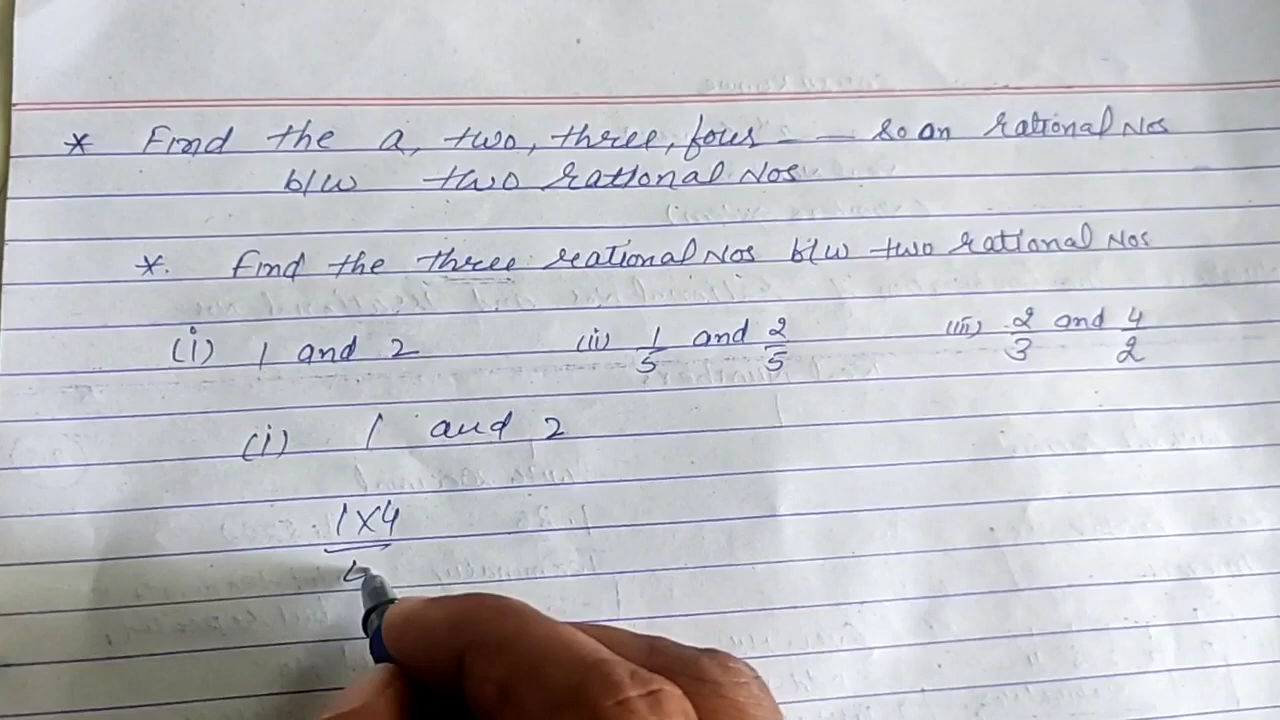 * Find the a, two, three, four - — so on rational Nos
b/w two rational Nos
*. Find the three rational Nos b/w two rational Nos
(i) 1 and 2 (ii) 1/5 and 2/5 (iii) 2/3 and 4/2
(i) 1 and 2
1×4